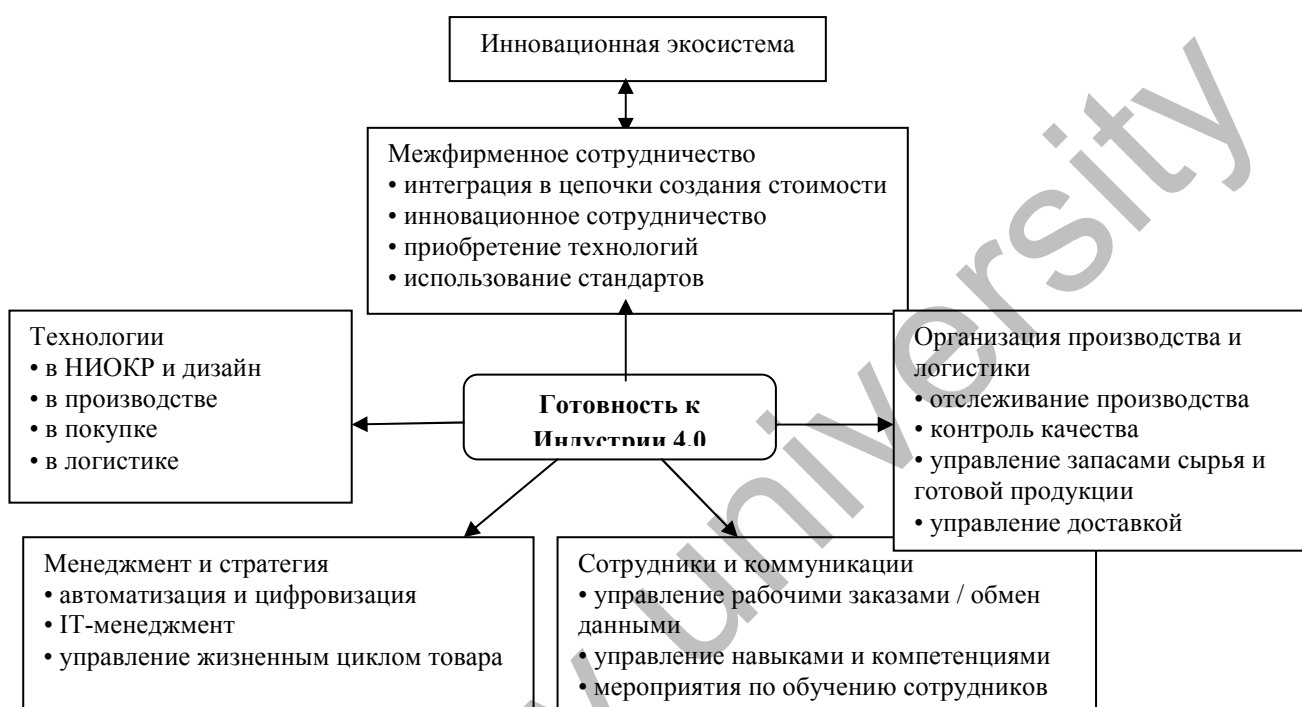 Инновационная экосистема
Межфирменное сотрудничество
• интеграция в цепочки создания стоимости
• инновационное сотрудничество
• приобретение технологий
• использование стандартов
Технологии
• в НИОКР и дизайн
• в производстве
• в покупке
• в логистике
Готовность к
Индустрии 4.0
Организация производства и
логистики
• отслеживание производства
• контроль качества
• управление запасами сырья и
готовой продукции
• управление доставкой
Менеджмент и стратегия
• автоматизация и цифровизация
• IT-менеджмент
• управление жизненным циклом товара
Сотрудники и коммуникации
• управление рабочими заказами / обмен
данными
• управление навыками и компетенциями
• мероприятия по обучению сотрудников
university